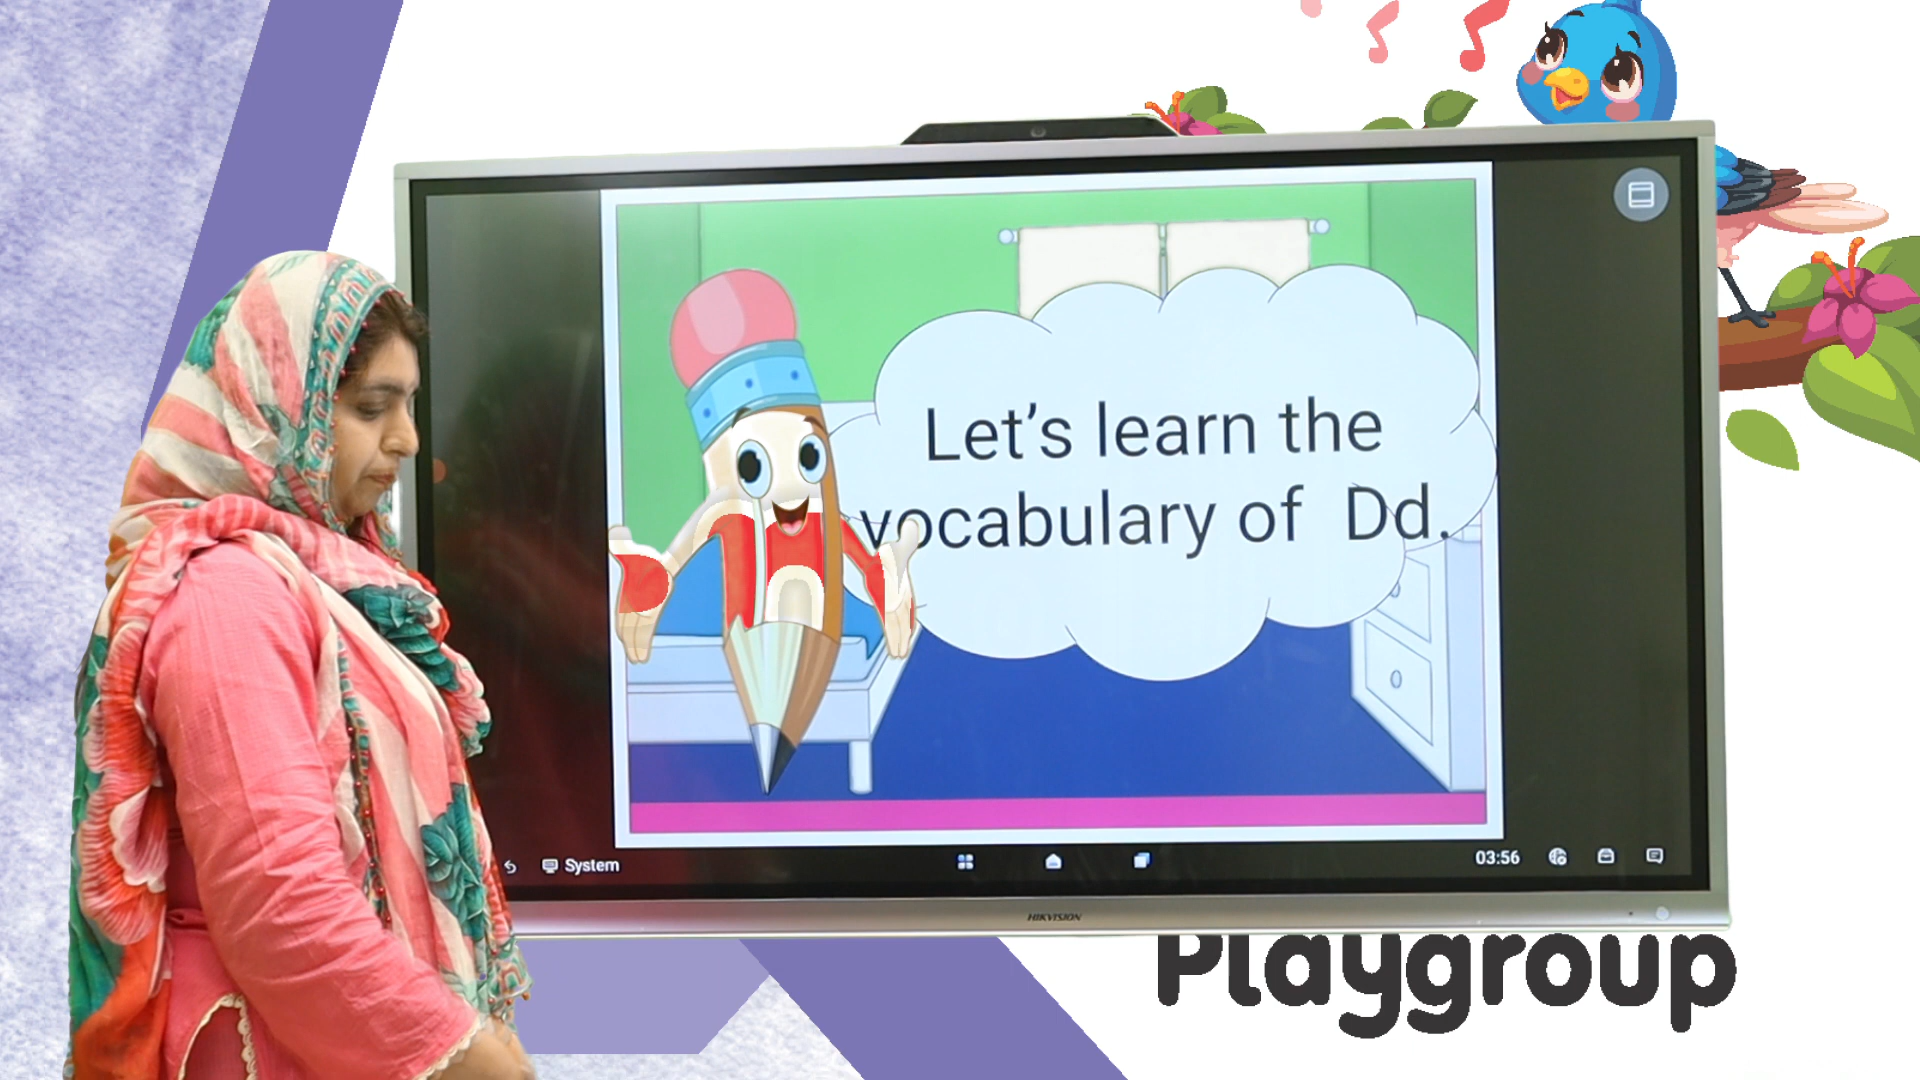 Let's learn the
vocabulary of Dd.
System
03:56
HIKVISION
Playgroup